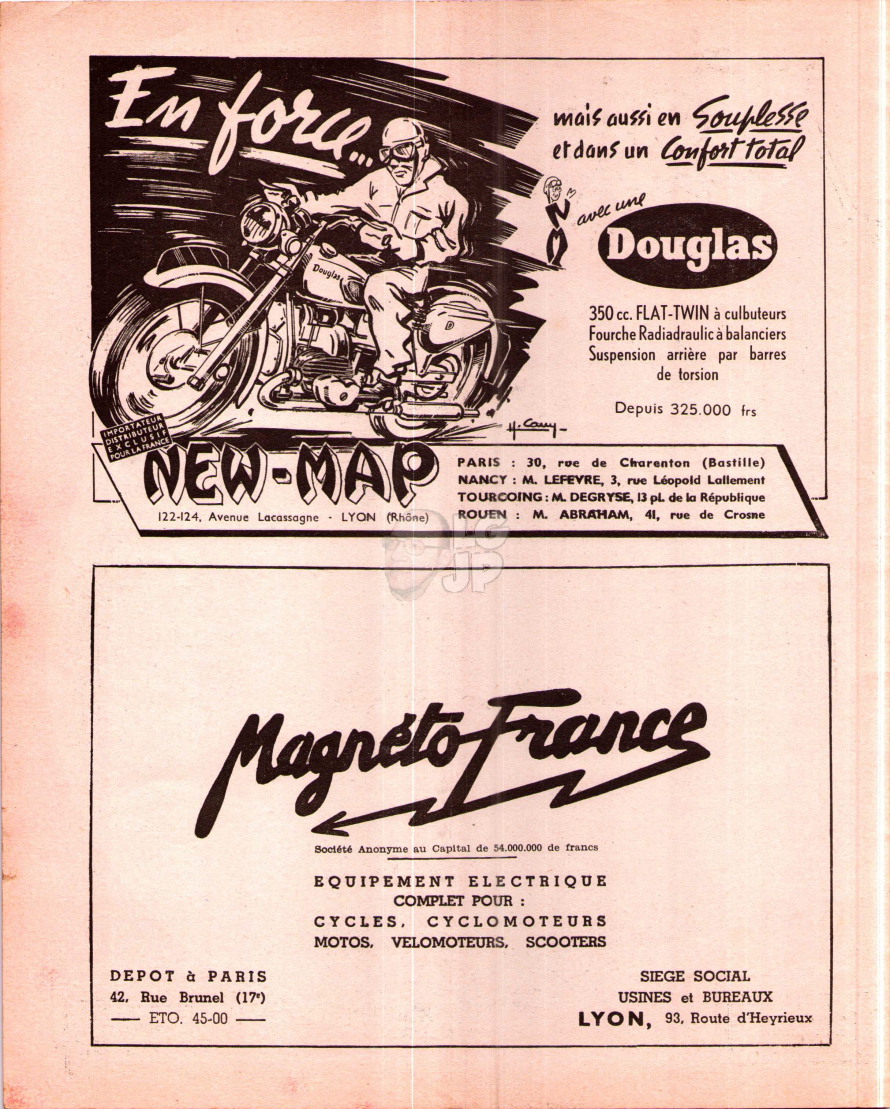 En force...
mais aussi en Souplesse
et dans un Confort total
NM
avec une
Douglas
Douglas
D
350 cc. FLAT-TWIN à culbuteurs
Fourche Radiadraulic à balanciers
Suspension arrière par barres
de torsion
Depuis 325.000 frs
IMPORTATEUR
DISTRIBUTEUR
EXCLUSIF
POUR LA FRANCE
NEW-MAP
122-124, Avenue Lacassagne - LYON (Rhône)
PARIS : 30, rue de Charenton (Bastille)
NANCY : M. LEFEVRE, 3, rue Léopold Lallement
TOURCOING : M. DEGRYSE, 13 pl. de la République
ROUEN : M. ABRAHAM, 41, rue de Crosne
LG
JP
Magnéto-France
Société Anonyme au Capital de 54.000.000 de francs
EQUIPEMENT ELECTRIQUE
COMPLET POUR :
CYCLES, CYCLOMOTEURS
MOTOS, VELOMOTEURS, SCOOTERS
DEPOT à PARIS
42, Rue Brunel (17e)
ETO. 45-00
SIEGE SOCIAL
USINES et BUREAUX
LYON, 93, Route d'Heyrieux